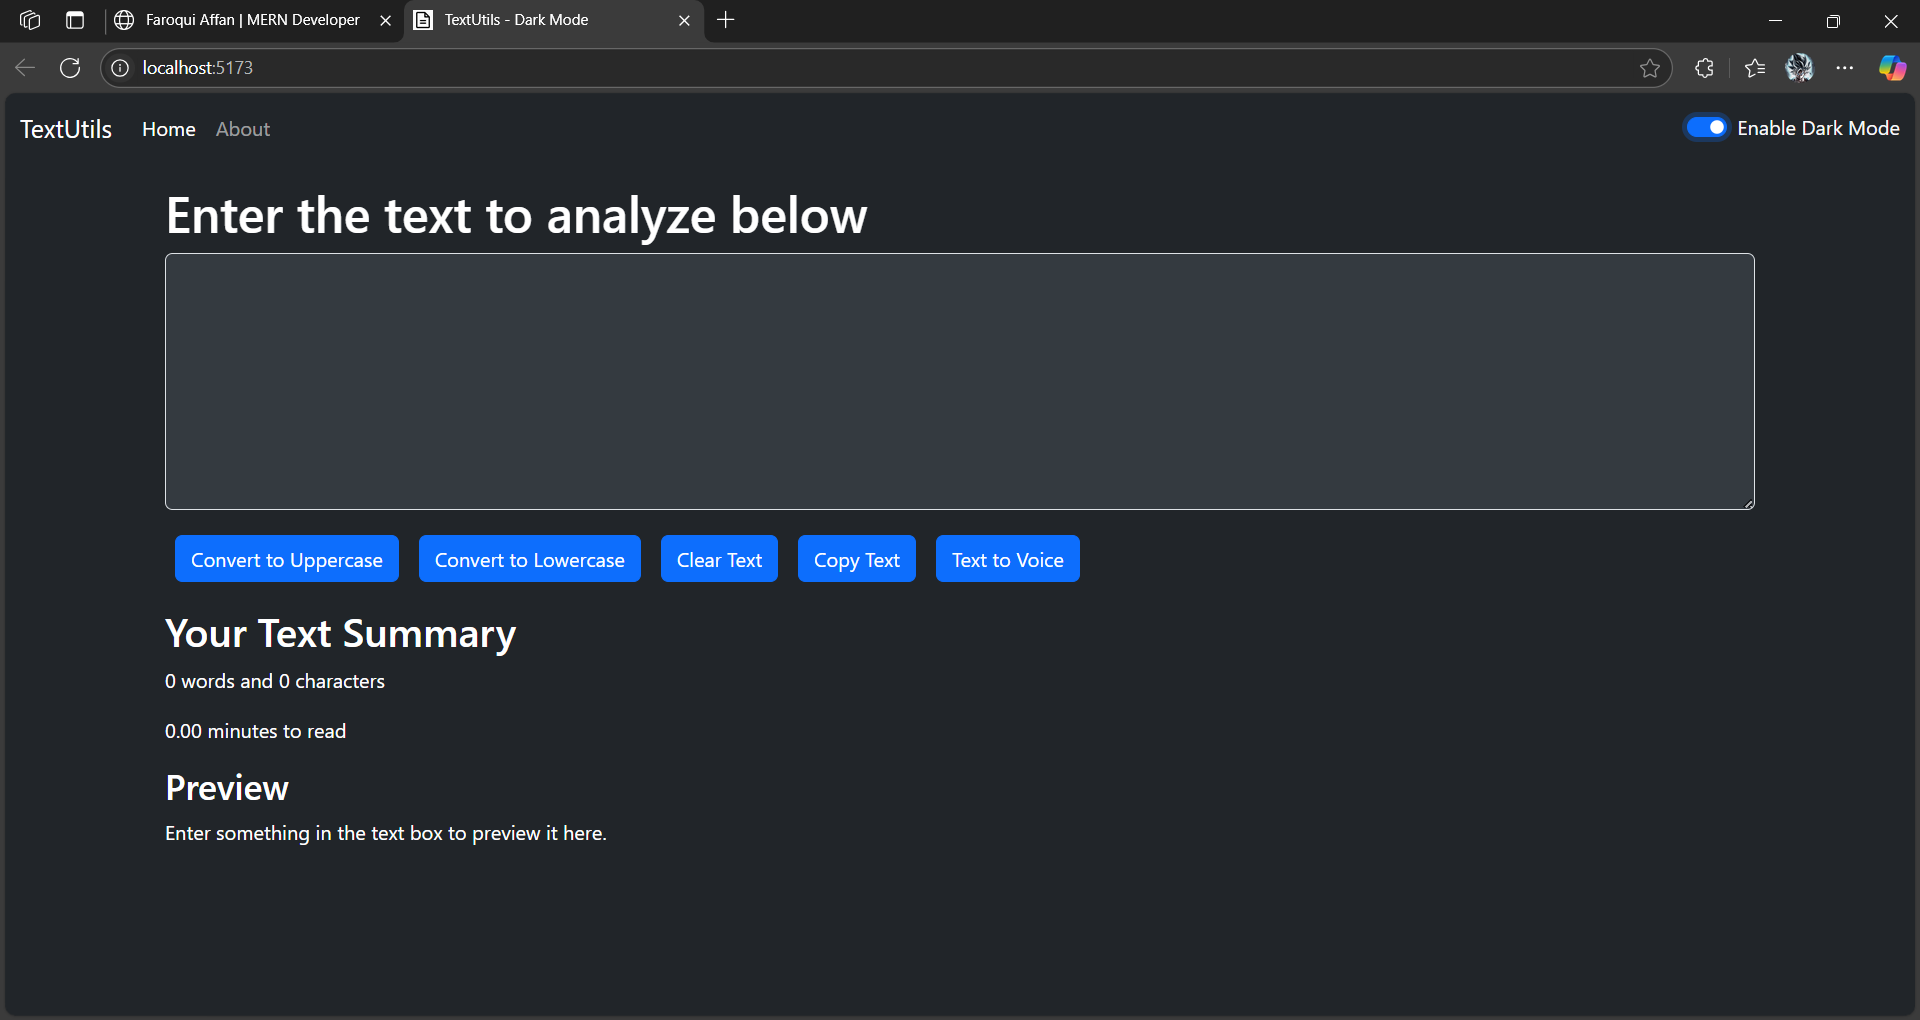 Faroqui Affan | MERN Developer
TextUtils - Dark Mode
localhost:5173
TextUtils Home About
Enable Dark Mode
Enter the text to analyze below
Convert to Uppercase
Convert to Lowercase
Clear Text
Copy Text
Text to Voice
Your Text Summary
0 words and 0 characters
0.00 minutes to read
Preview
Enter something in the text box to preview it here.